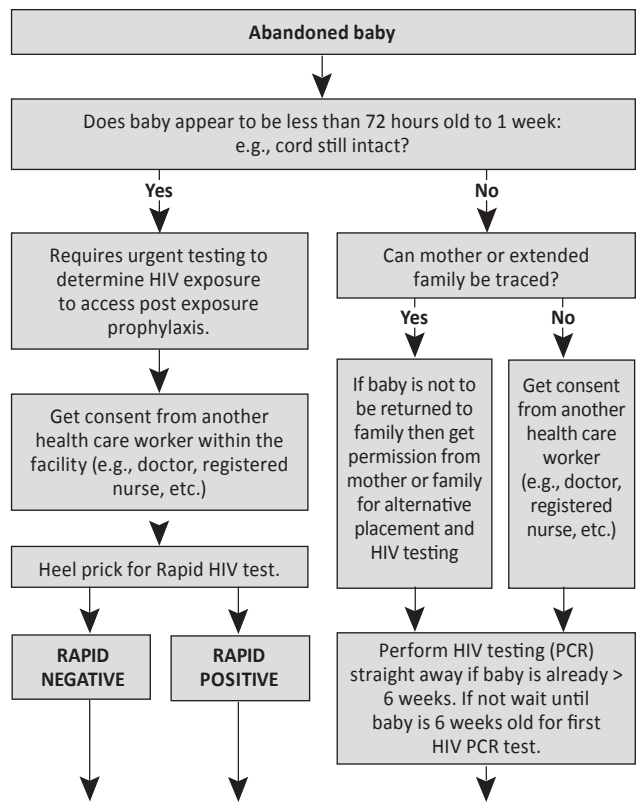 Abandoned baby
Does baby appear to be less than 72 hours old to 1 week:
e.g., cord still intact?
Yes
No
Requires urgent testing to
determine HIV exposure
to access post exposure
prophylaxis.
Can mother or extended
family be traced?
Yes
No
Get consent from another
health care worker within the
facility (e.g., doctor, registered
nurse, etc.)
If baby is not to
be returned to
family then get
permission from
mother or family
for alternative
placement and
HIV testing
Get consent
from another
health care
worker
(e.g., doctor,
registered
nurse, etc.)
Heel prick for Rapid HIV test.
RAPID
NEGATIVE
RAPID
POSITIVE
Perform HIV testing (PCR)
straight away if baby is already >
6 weeks. If not wait until
baby is 6 weeks old for first
HIV PCR test.